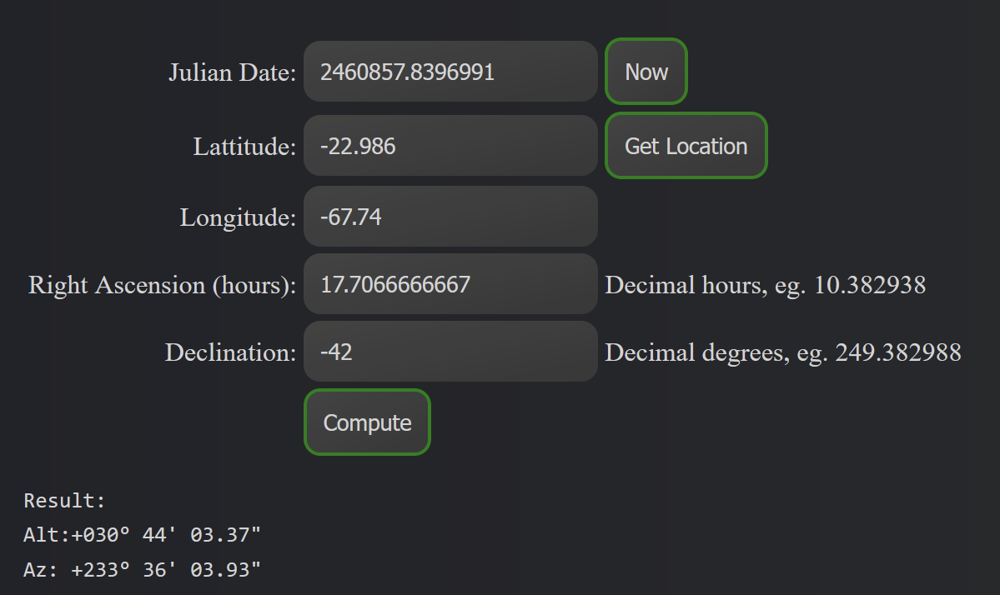 Julian Date: 2460857.8396991 Now
Lattitude: -22.986 Get Location
Longitude: -67.74
Right Ascension (hours): 17.7066666667 Decimal hours, eg. 10.382938
Declination: -42 Decimal degrees, eg. 249.382988
Compute
Result:
Alt:+030° 44' 03.37"
Az: +233° 36' 03.93"